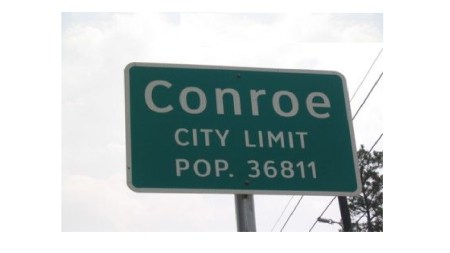 Conroe
CITY LIMIT
POP. 36811